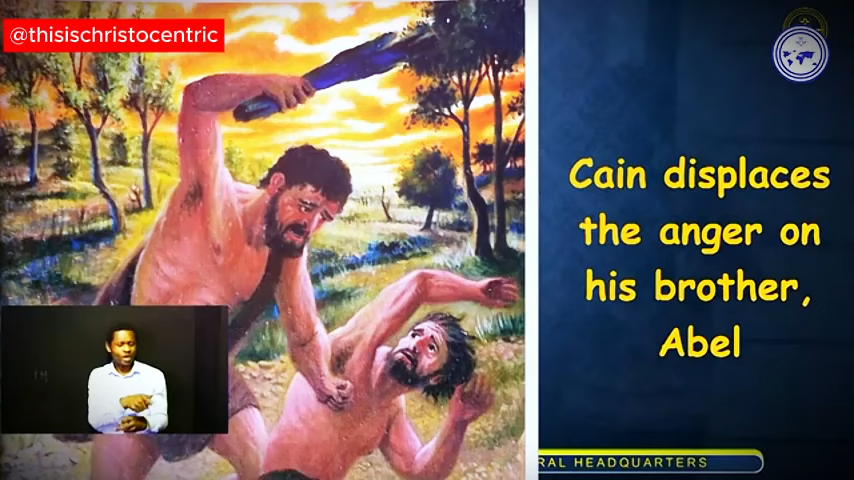 @thisischristocentric
Cain displaces
the anger on
his brother,
Abel
RAL HEADQUARTERS